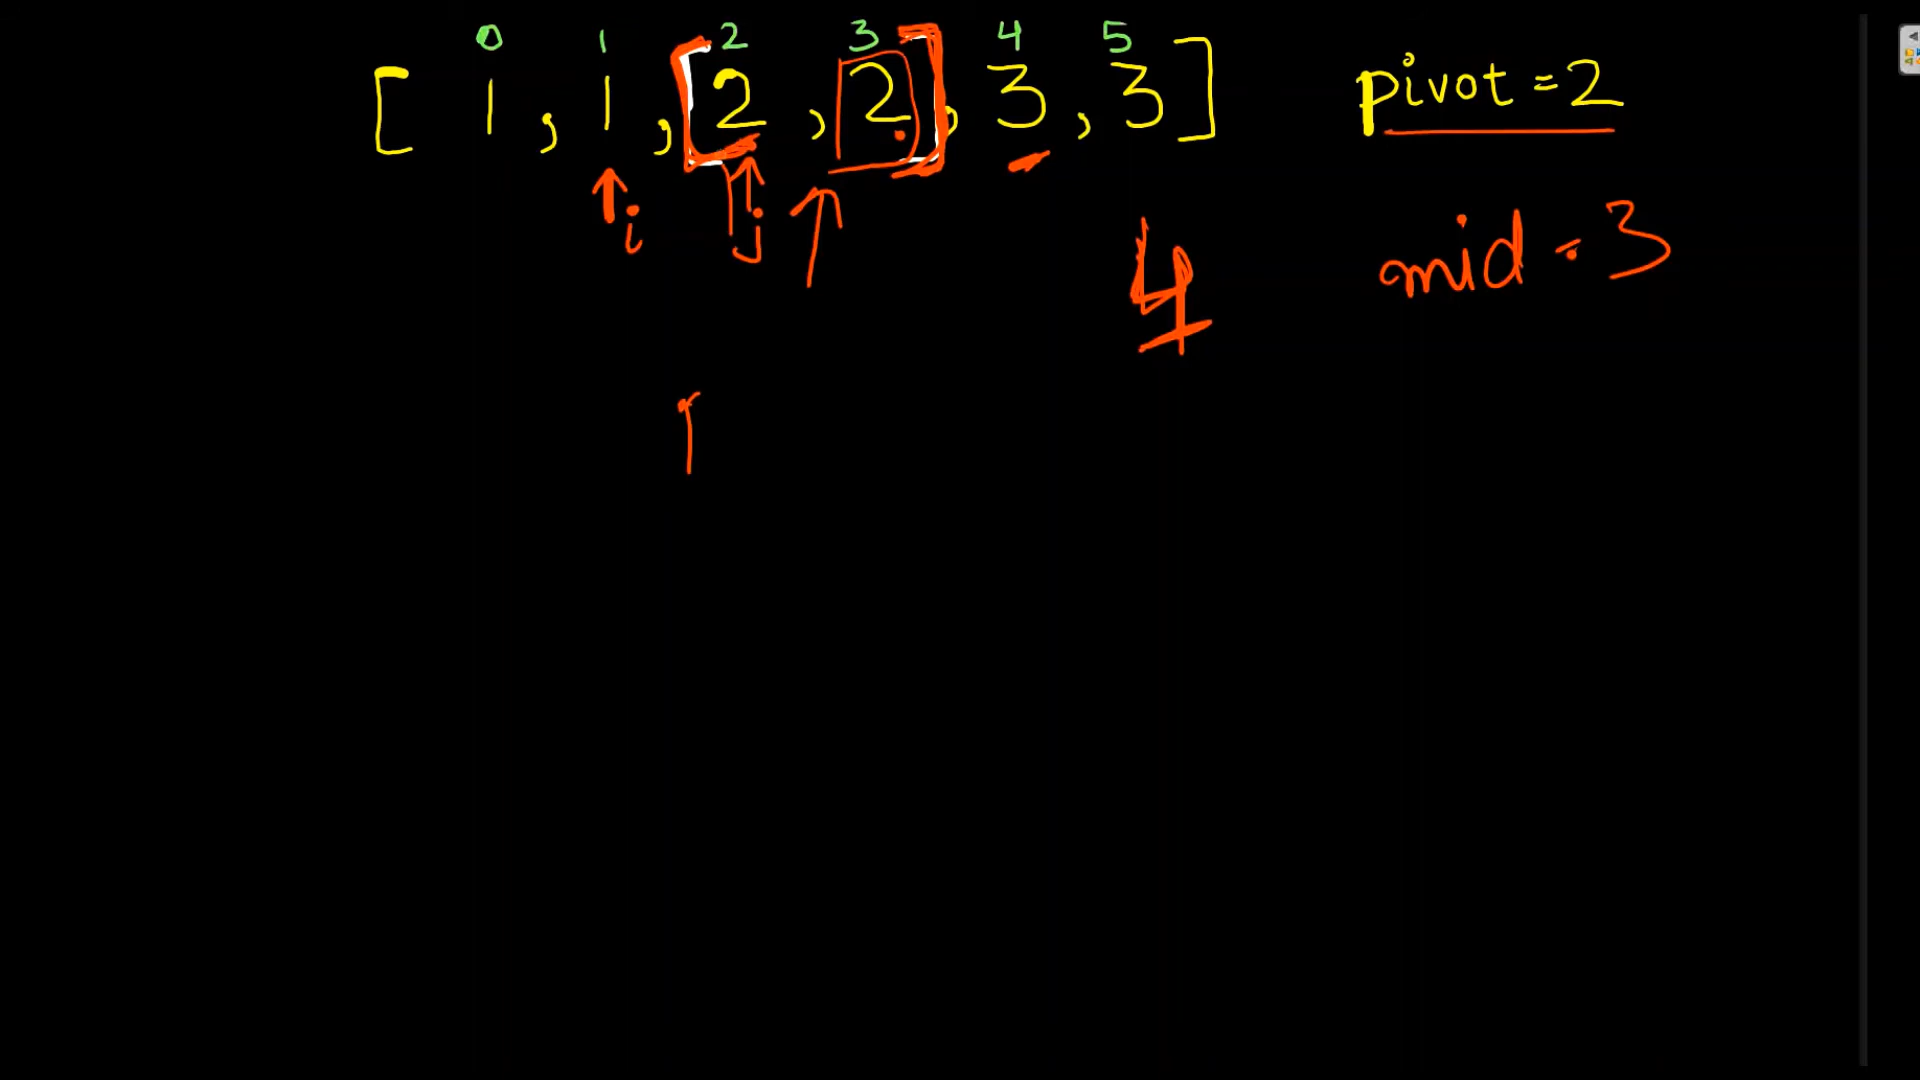 0 1 2 3 4 5
[ 1 , 1 , [ 2 , 2 ] , 3 , 3 ] pivot = 2
i j
4 mid = 3